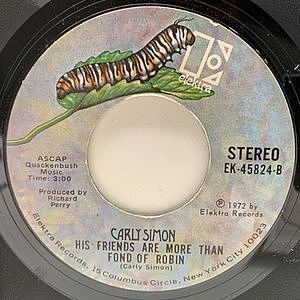 elektra
ASCAP
Quackenbush
Music
Time: 3:00
Produced by
Richard
Perry
STEREO
EK-45824-B
℗ 1972 by
Elektra Records
CARLY SIMON
HIS FRIENDS ARE MORE THAN
FOND OF ROBIN
(Carly Simon)
Elektra Records, 15 Columbus Circle, New York, New York 10023